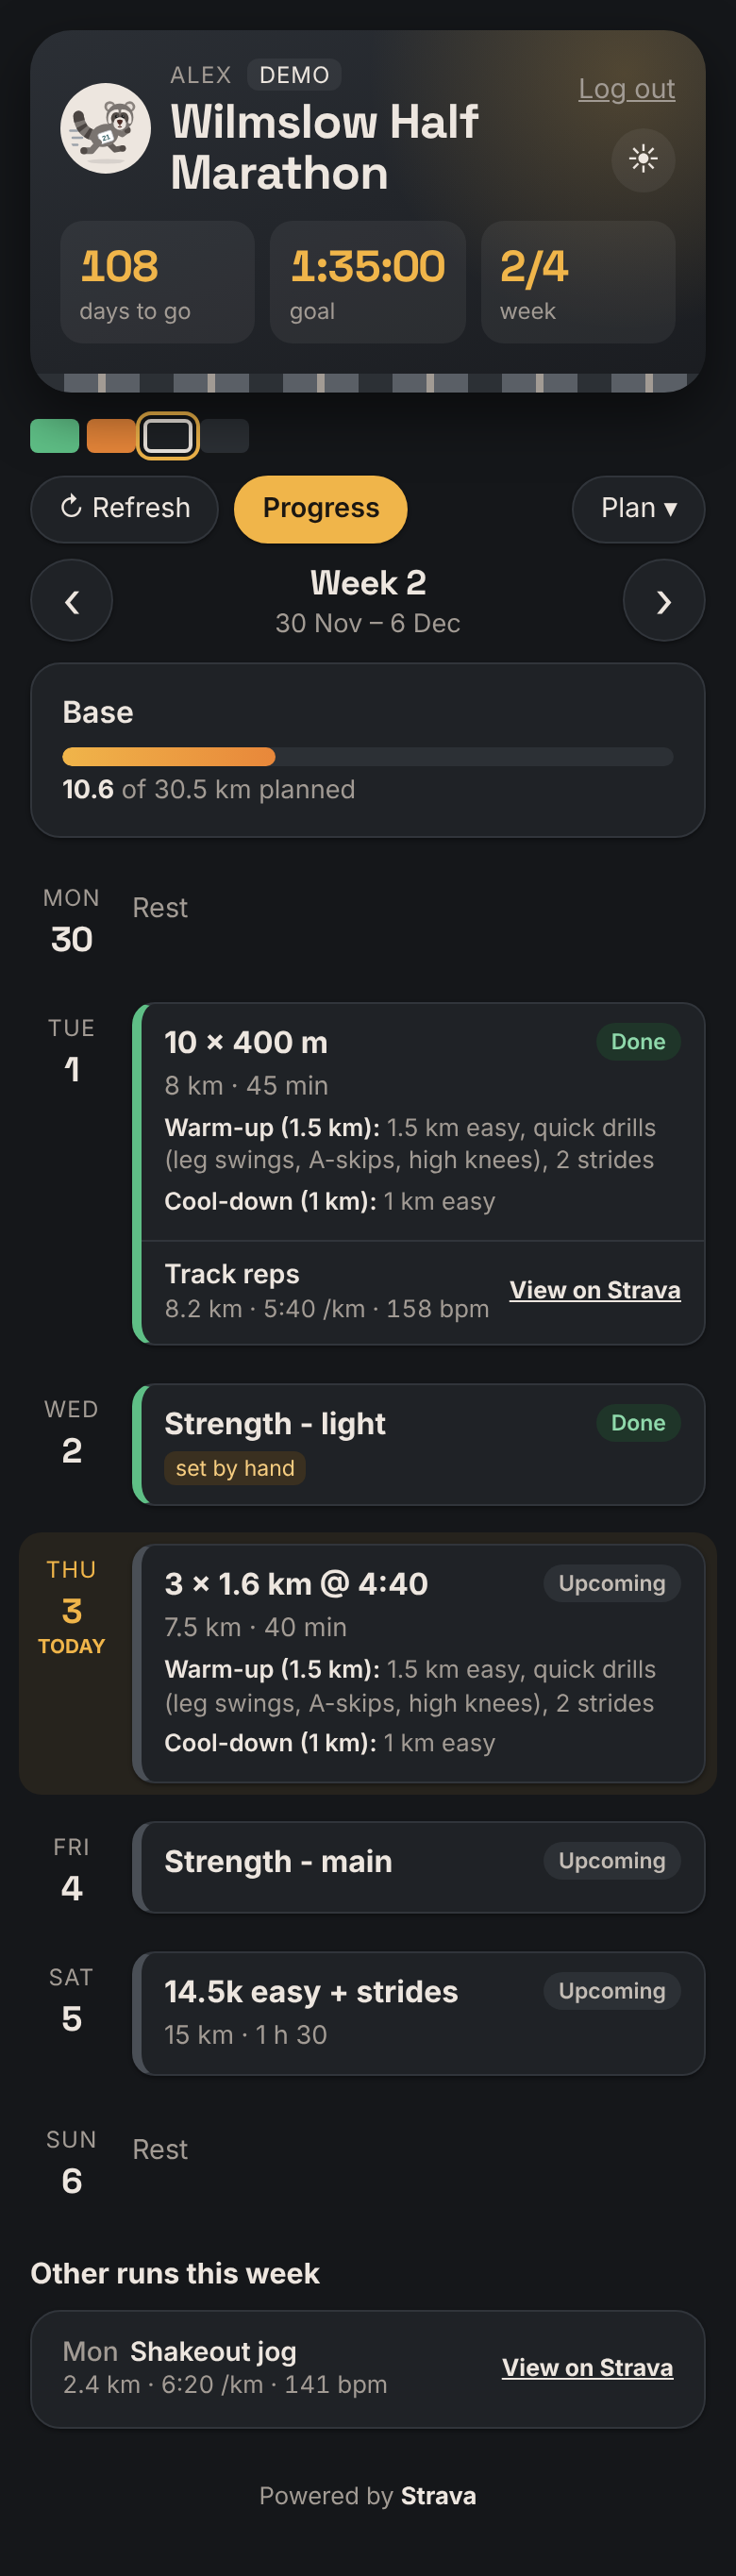 ALEX DEMO
Log out
Wilmslow Half
Marathon
21
108
days to go
1:35:00
goal
2/4
week
↻ Refresh
Progress
Plan ▾
‹
Week 2
30 Nov – 6 Dec
›
Base
10.6 of 30.5 km planned
MON
30
Rest
TUE
1
10 × 400 m
Done
8 km · 45 min
Warm-up (1.5 km): 1.5 km easy, quick drills
(leg swings, A-skips, high knees), 2 strides
Cool-down (1 km): 1 km easy
Track reps
8.2 km · 5:40 /km · 158 bpm
View on Strava
WED
2
Strength - light
Done
set by hand
THU
3
TODAY
3 × 1.6 km @ 4:40
Upcoming
7.5 km · 40 min
Warm-up (1.5 km): 1.5 km easy, quick drills
(leg swings, A-skips, high knees), 2 strides
Cool-down (1 km): 1 km easy
FRI
4
Strength - main
Upcoming
SAT
5
14.5k easy + strides
Upcoming
15 km · 1 h 30
SUN
6
Rest
Other runs this week
Mon Shakeout jog
2.4 km · 6:20 /km · 141 bpm
View on Strava
Powered by Strava